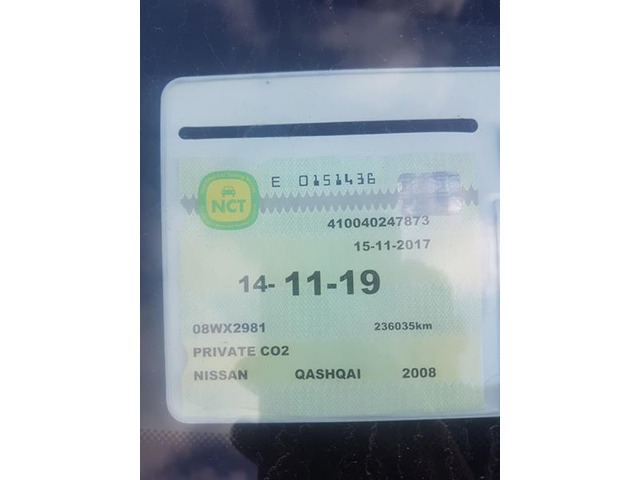 E 0151436
NCT
410040247873
15-11-2017
14-11-19
08WX2981 236035km
PRIVATE CO2
NISSAN QASHQAI 2008